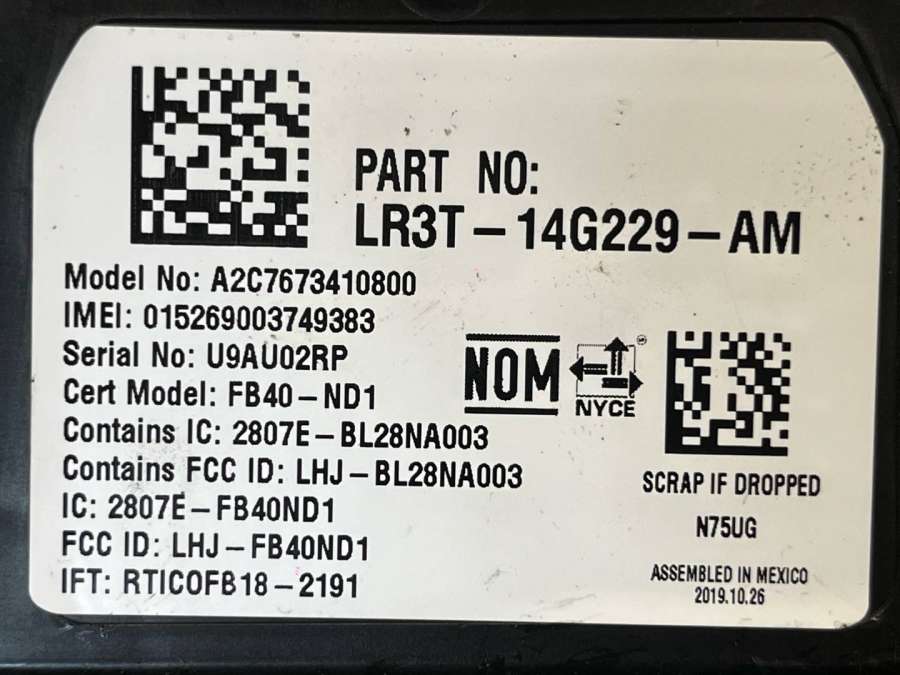 PART NO:
LR3T-14G229-AM
Model No: A2C7673410800
IMEI: 015269003749383
Serial No: U9AU02RP
Cert Model: FB40-ND1
Contains IC: 2807E-BL28NA003
Contains FCC ID: LHJ-BL28NA003
IC: 2807E-FB40ND1
FCC ID: LHJ-FB40ND1
IFT: RTICOFB18-2191
NOM
NYCE
SCRAP IF DROPPED
N75UG
ASSEMBLED IN MEXICO
2019.10.26